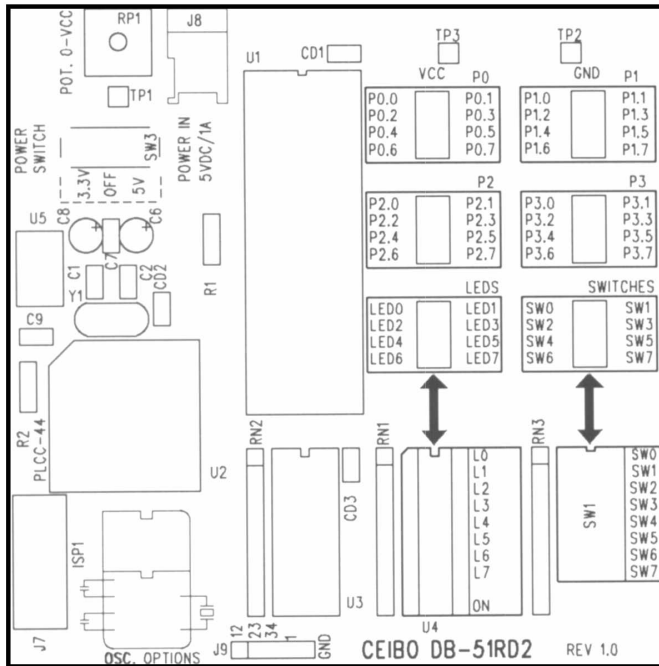 RP1
POT. 0-VCC
J8
TP1
POWER SWITCH
SW3
3.3V OFF 5V
POWER IN
5VDC/1A
U1
CD1
TP3
VCC
P0
P0.0 P0.1
P0.2 P0.3
P0.4 P0.5
P0.6 P0.7
TP2
GND
P1
P1.0 P1.1
P1.2 P1.3
P1.4 P1.5
P1.6 P1.7
P2
P2.0 P2.1
P2.2 P2.3
P2.4 P2.5
P2.6 P2.7
P3
P3.0 P3.1
P3.2 P3.3
P3.4 P3.5
P3.6 P3.7
LEDS
LED0 LED1
LED2 LED3
LED4 LED5
LED6 LED7
SWITCHES
SW0 SW1
SW2 SW3
SW4 SW5
SW6 SW7
U5
C8
C6
C7
C1
C2
CD2
Y1
R1
C9
R2
PLCC-44
U2
RN2
CD3
U3
RN1
L0
L1
L2
L3
L4
L5
L6
L7
ON
U4
RN3
SW1
SW0
SW1
SW2
SW3
SW4
SW5
SW6
SW7
ISP1
J7
OSC. OPTIONS
J9
12
23
34
1
GND
CEIBO DB-51RD2 REV 1.0